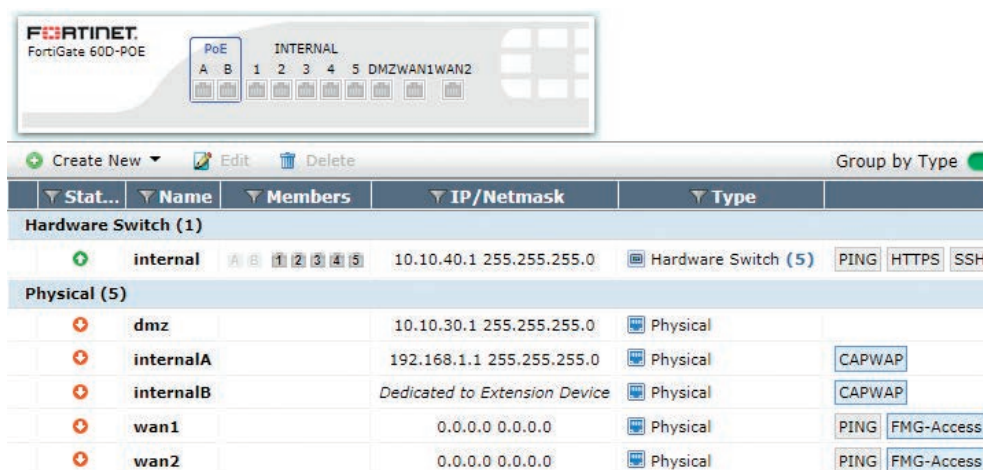 FORTINET.
FortiGate 60D-POE
PoE INTERNAL
A B 1 2 3 4 5 DMZ WAN1 WAN2
Create New Edit Delete Group by Type
Stat... Name Members IP/Netmask Type
Hardware Switch (1)
internal A B 1 2 3 4 5 10.10.40.1 255.255.255.0 Hardware Switch (5) PING HTTPS SSH
Physical (5)
dmz 10.10.30.1 255.255.255.0 Physical
internalA 192.168.1.1 255.255.255.0 Physical CAPWAP
internalB Dedicated to Extension Device Physical CAPWAP
wan1 0.0.0.0 0.0.0.0 Physical PING FMG-Access
wan2 0.0.0.0 0.0.0.0 Physical PING FMG-Access